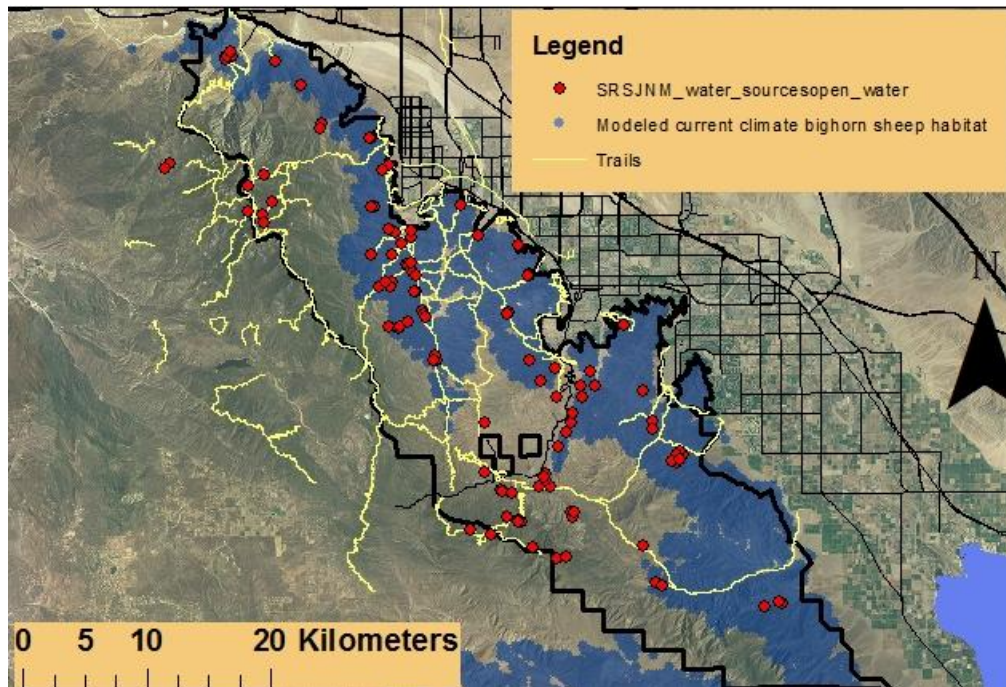 Legend
SRSJNM_water_sourcesopen_water
Modeled current climate bighorn sheep habitat
Trails
N
0 5 10 20 Kilometers